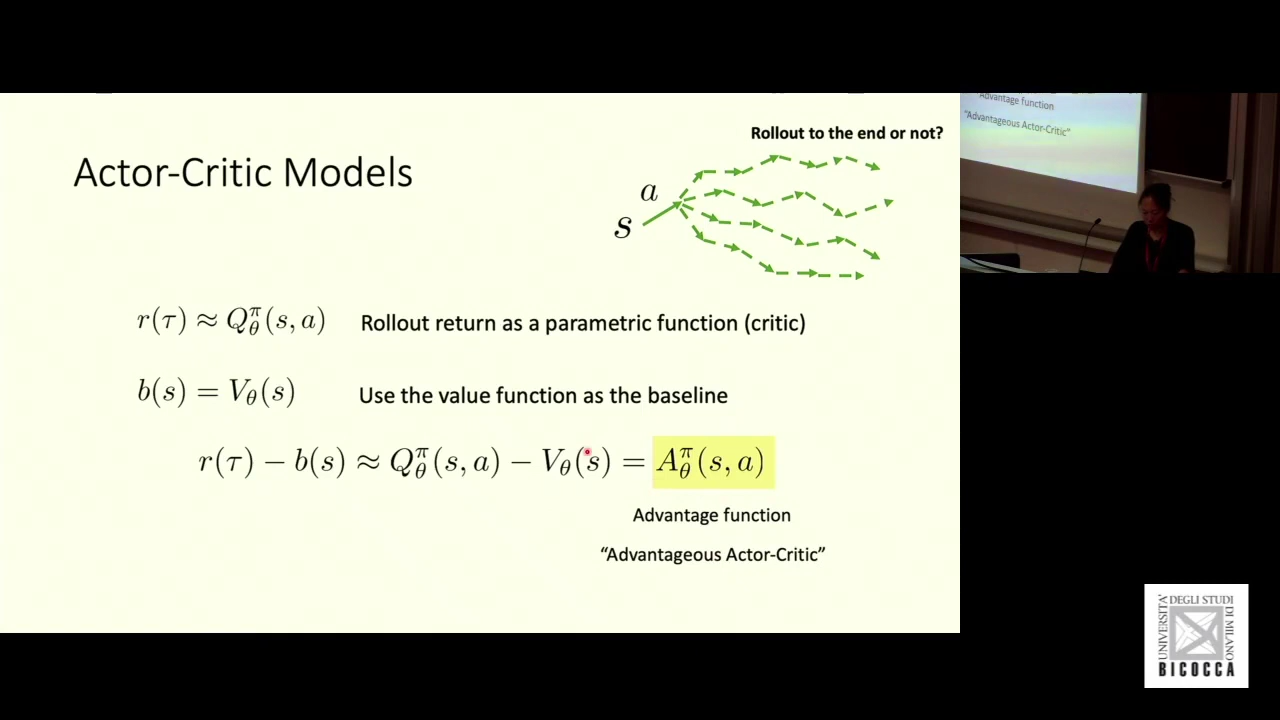 Rollout to the end or not?
Actor-Critic Models
a
s
r(τ) ≈ Q^π_θ(s, a) Rollout return as a parametric function (critic)
b(s) = V_θ(s) Use the value function as the baseline
r(τ) − b(s) ≈ Q^π_θ(s, a) − V_θ(s) = A^π_θ(s, a)
Advantage function
“Advantageous Actor-Critic”
Advantage function
“Advantageous Actor-Critic”
UNIVERSITÀ
DEGLI STUDI
DI MILANO
BICOCCA